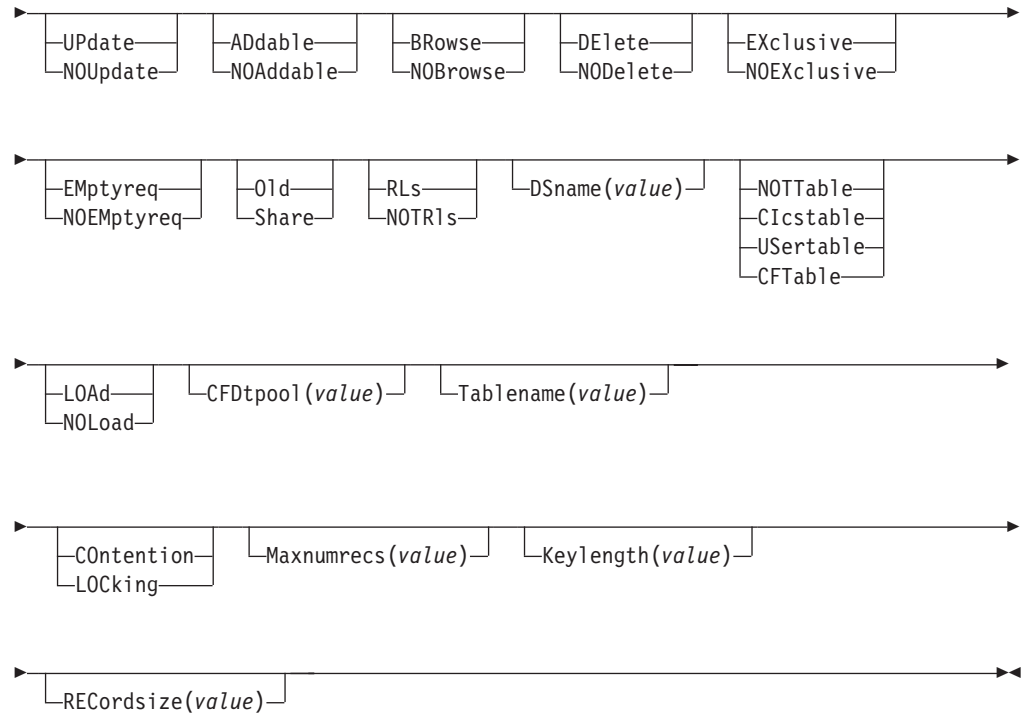 UPdate ADdable BRowse DElete EXclusive
NOUpdate NOAddable NOBrowse NODelete NOEXclusive
EMptyreq Old RLs DSname(value) NOTTable
NOEMptyreq Share NOTRls CIcstable
USertable
CFTable
LOAd CFDtpool(value) Tablename(value)
NOLoad
COntention Maxnumrecs(value) Keylength(value)
LOCking
RECordsize(value)